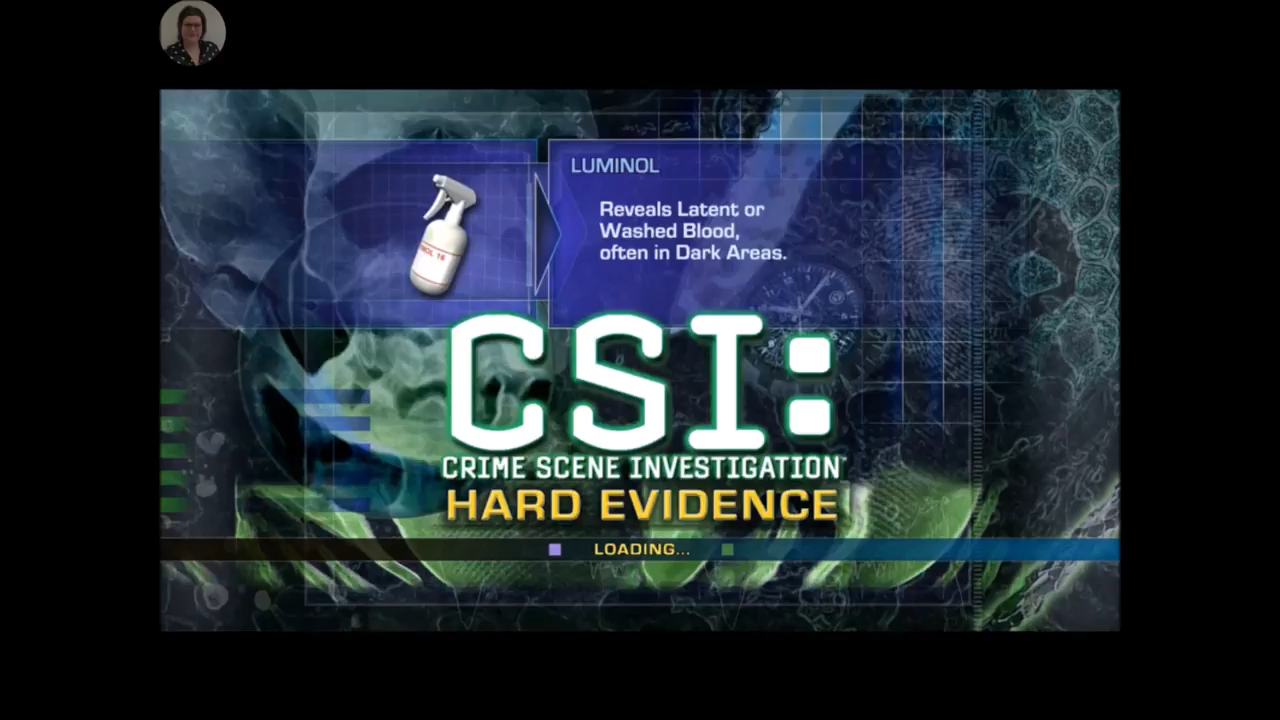 LUMINOL
Reveals Latent or
Washed Blood,
often in Dark Areas.
CSI:
CRIME SCENE INVESTIGATION
HARD EVIDENCE
LOADING...